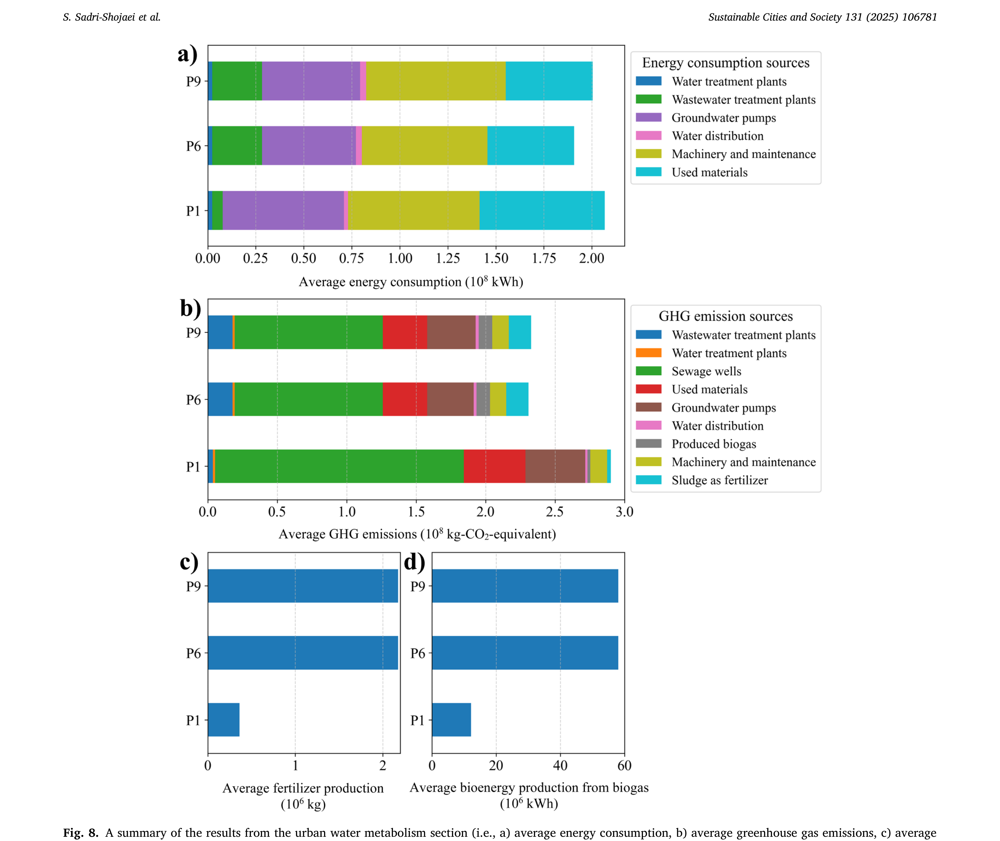 S. Sadri-Shojaei et al.
Sustainable Cities and Society 131 (2025) 106781
a)
P9
P6
P1
0.00 0.25 0.50 0.75 1.00 1.25 1.50 1.75 2.00
Average energy consumption (10⁸ kWh)
Energy consumption sources
Water treatment plants
Wastewater treatment plants
Groundwater pumps
Water distribution
Machinery and maintenance
Used materials
b)
P9
P6
P1
0.0 0.5 1.0 1.5 2.0 2.5 3.0
Average GHG emissions (10⁸ kg-CO₂-equivalent)
GHG emission sources
Wastewater treatment plants
Water treatment plants
Sewage wells
Used materials
Groundwater pumps
Water distribution
Produced biogas
Machinery and maintenance
Sludge as fertilizer
c)
P9
P6
P1
0 1 2
Average fertilizer production
(10⁶ kg)
d)
P9
P6
P1
0 20 40 60
Average bioenergy production from biogas
(10⁶ kWh)
Fig. 8. A summary of the results from the urban water metabolism section (i.e., a) average energy consumption, b) average greenhouse gas emissions, c) average